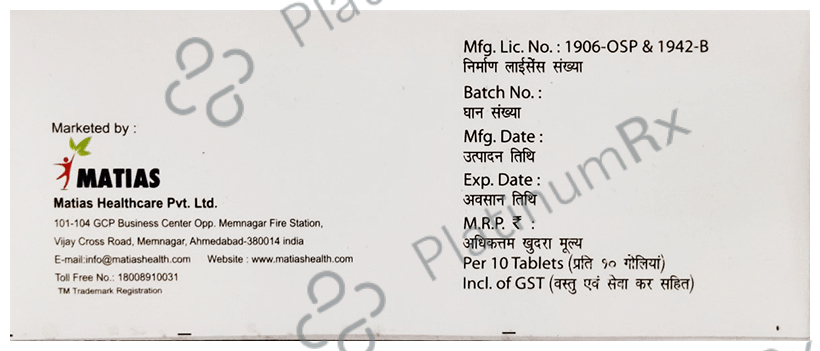 Marketed by :
MATIAS
Matias Healthcare Pvt. Ltd.
101-104 GCP Business Center Opp. Memnagar Fire Station,
Vijay Cross Road, Memnagar, Ahmedabad-380014 india
E-mail:info@matiashealth.com Website : www.matiashealth.com
Toll Free No.: 18008910031
TM Trademark Registration
Mfg. Lic. No. : 1906-OSP & 1942-B
निर्माण लाईसेंस संख्या
Batch No. :
घान संख्या
Mfg. Date :
उत्पादन तिथि
Exp. Date :
अवसान तिथि
M.R.P. ₹ :
अधिकत्तम खुदरा मूल्य
Per 10 Tablets (प्रति १० गोलियां)
Incl. of GST (वस्तु एवं सेवा कर सहित)
PlatinumRx
PlatinumRx